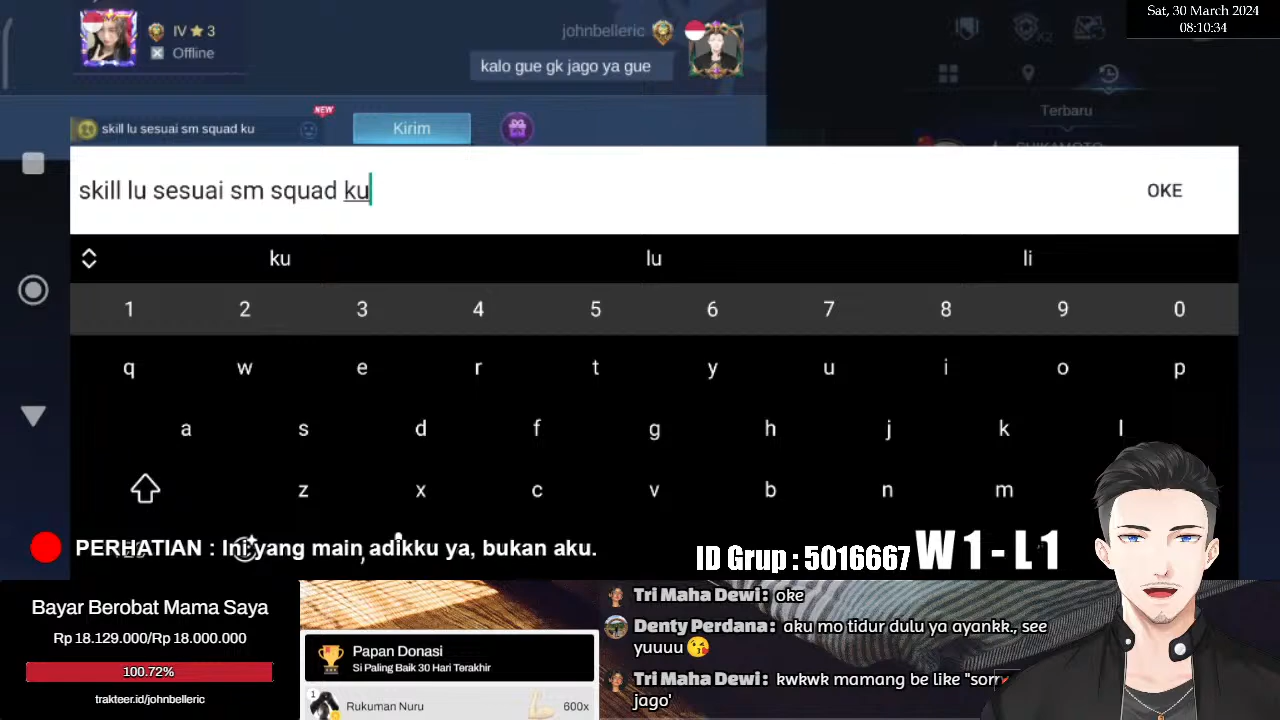 Sat, 30 March 2024
08:10:34
IV ★ 3
Offline
johnbelleric
kalo gue gk jago ya gue
x2
Terbaru
NEW
skill lu sesuai sm squad ku
Kirim
skill lu sesuai sm squad ku
OKE
ku lu li
1 2 3 4 5 6 7 8 9 0
q w e r t y u i o p
a s d f g h j k l
z x c v b n m
PERHATIAN : Ini yang main adikku ya, bukan aku.
ID Grup : 5016667
W 1 - L 1
Bayar Berobat Mama Saya
Rp 18.129.000/Rp 18.000.000
100.72%
trakteer.id/johnbelleric
Papan Donasi
Si Paling Baik 30 Hari Terakhir
1
Rukuman Nuru
600x
Tri Maha Dewi : oke
Denty Perdana : aku mo tidur dulu ya ayankk., see
yuuuu 😘
Tri Maha Dewi : kwkwk mamang be like "sorry
jago"